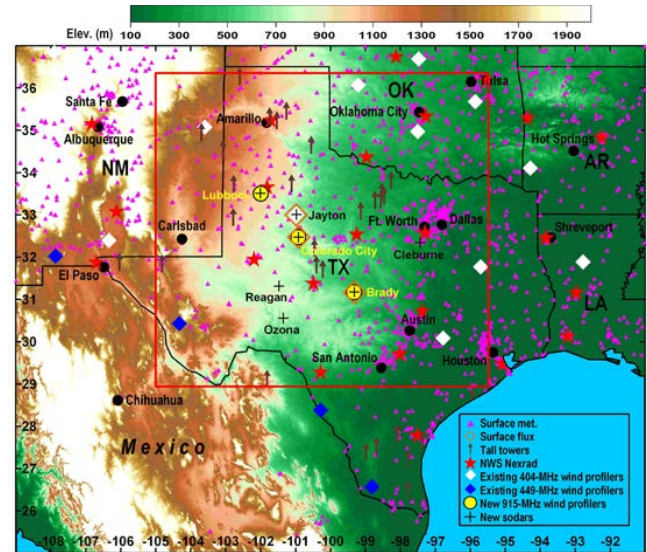 Elev. (m)
100 300 500 700 900 1100 1300 1500 1700 1900
36
35
34
33
32
31
30
29
28
27
26
-108 -107 -106 -105 -104 -103 -102 -101 -100 -99 -98 -97 -96 -95 -94 -93 -92
Tulsa
OK
Santa Fe
Oklahoma City
Amarillo
Albuquerque
Hot Springs
AR
NM
Lubbock
Jayton
Ft. Worth
Dallas
Carlsbad
Shreveport
Colorado City
Cleburne
TX
El Paso
Reagan
Brady
LA
Ozona
Austin
San Antonio
Houston
Chihuahua
Mexico
Surface met.
Surface flux
Tall towers
NWS Nexrad
Existing 404-MHz wind profilers
Existing 449-MHz wind profilers
New 915-MHz wind profilers
New sodars